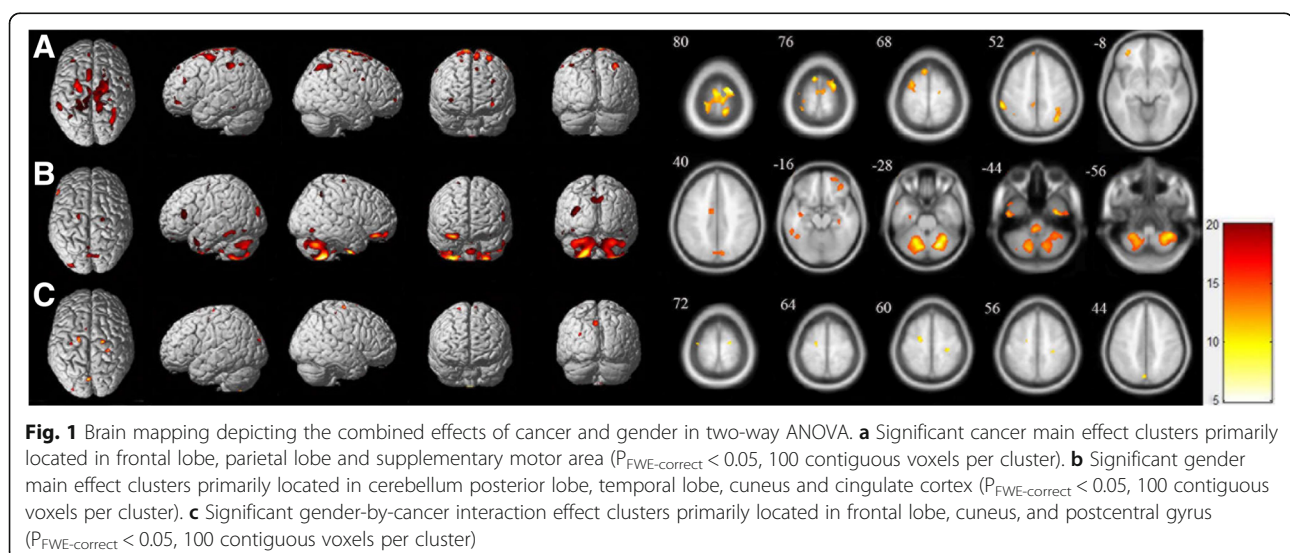 A
80 76 68 52 -8
B
40 -16 -28 -44 -56
20
15
10
5
C
72 64 60 56 44
Fig. 1 Brain mapping depicting the combined effects of cancer and gender in two-way ANOVA. a Significant cancer main effect clusters primarily
located in frontal lobe, parietal lobe and supplementary motor area (P_FWE-correct < 0.05, 100 contiguous voxels per cluster). b Significant gender
main effect clusters primarily located in cerebellum posterior lobe, temporal lobe, cuneus and cingulate cortex (P_FWE-correct < 0.05, 100 contiguous
voxels per cluster). c Significant gender-by-cancer interaction effect clusters primarily located in frontal lobe, cuneus, and postcentral gyrus
(P_FWE-correct < 0.05, 100 contiguous voxels per cluster)